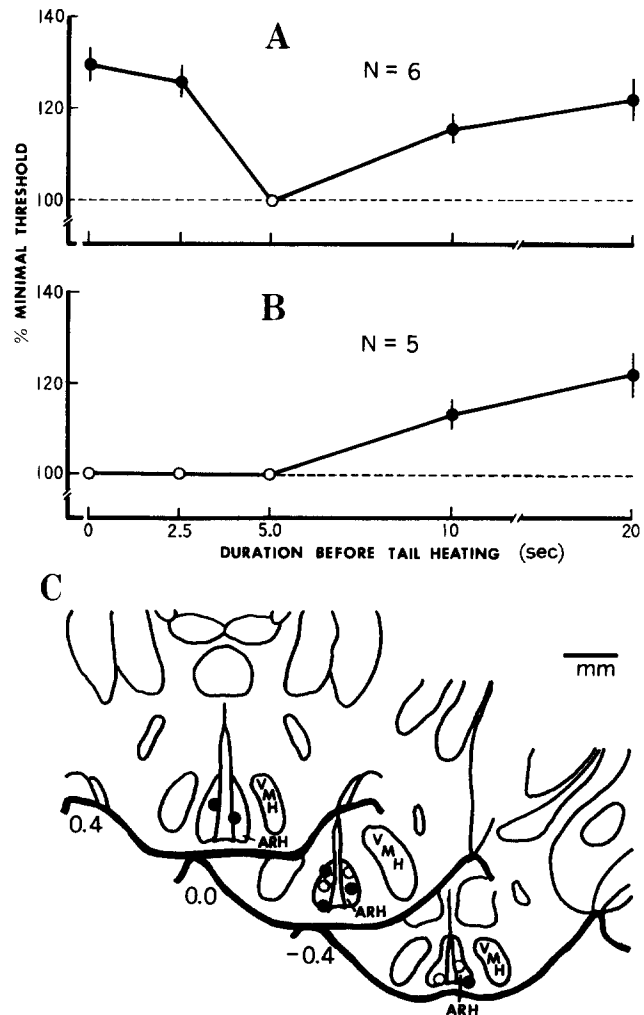 140
A
N = 6
120
100
% MINIMAL THRESHOLD
140
B
N = 5
120
100
0 2.5 5.0 10 20
DURATION BEFORE TAIL HEATING (sec)
C
mm
VMH
ARH
0.4
VMH
ARH
0.0
VMH
ARH
−0.4